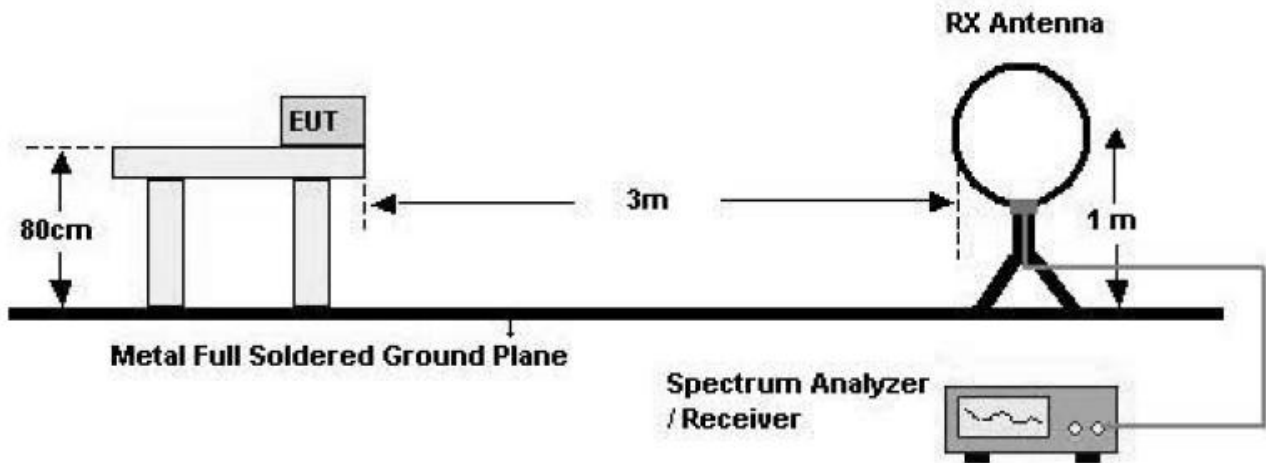 RX Antenna
EUT
3m
80cm
1 m
Metal Full Soldered Ground Plane
Spectrum Analyzer
/ Receiver